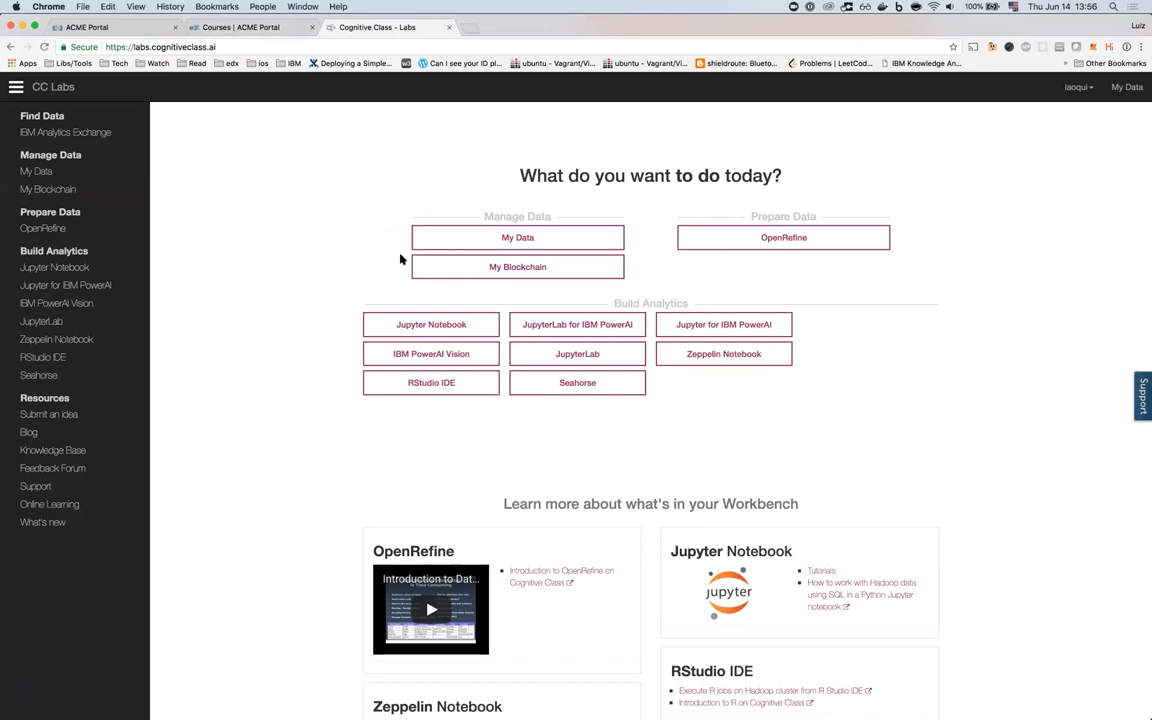 Chrome File Edit View History Bookmarks People Window Help 100% Thu Jun 14 13:56
ACME Portal Courses | ACME Portal Cognitive Class - Labs Luiz
Secure https://labs.cognitiveclass.ai
Apps Libs/Tools Tech Watch Read edx ios IBM Deploying a Simple... Can I see your ID pl... ubuntu - Vagrant/Vi... ubuntu - Vagrant/Vi... shieldroute: Bluetoo... Problems | LeetCod... IBM Knowledge An... » Other Bookmarks
CC Labs laoqui My Data
Find Data
IBM Analytics Exchange
Manage Data
My Data
My Blockchain
Prepare Data
OpenRefine
Build Analytics
Jupyter Notebook
Jupyter for IBM PowerAI
IBM PowerAI Vision
JupyterLab
Zeppelin Notebook
RStudio IDE
Seahorse
Resources
Submit an idea
Blog
Knowledge Base
Feedback Forum
Support
Online Learning
What's new
What do you want to do today?
Manage Data Prepare Data
My Data OpenRefine
My Blockchain
Build Analytics
Jupyter Notebook JupyterLab for IBM PowerAI Jupyter for IBM PowerAI
IBM PowerAI Vision JupyterLab Zeppelin Notebook
RStudio IDE Seahorse
Support
Learn more about what's in your Workbench
OpenRefine
Introduction to Dat...
Introduction to OpenRefine on
Cognitive Class
Jupyter Notebook
jupyter
Tutorials
How to work with Hadoop data
using SQL in a Python Jupyter
notebook
RStudio IDE
Execute R jobs on Hadoop cluster from R Studio IDE
Introduction to R on Cognitive Class
Zeppelin Notebook